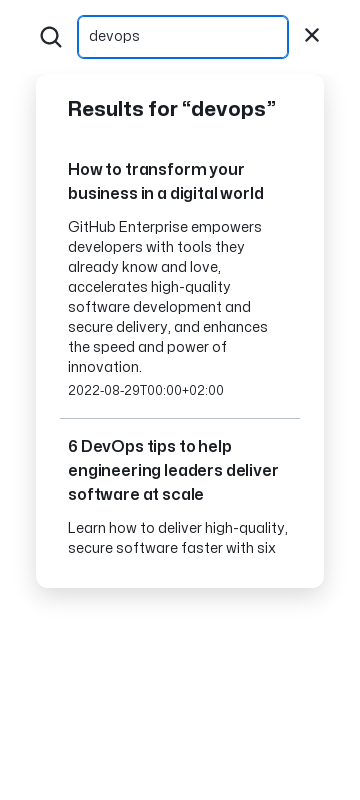 devops
Results for “devops”
How to transform your
business in a digital world
GitHub Enterprise empowers
developers with tools they
already know and love,
accelerates high-quality
software development and
secure delivery, and enhances
the speed and power of
innovation.
2022-08-29T00:00+02:00
6 DevOps tips to help
engineering leaders deliver
software at scale
Learn how to deliver high-quality,
secure software faster with six